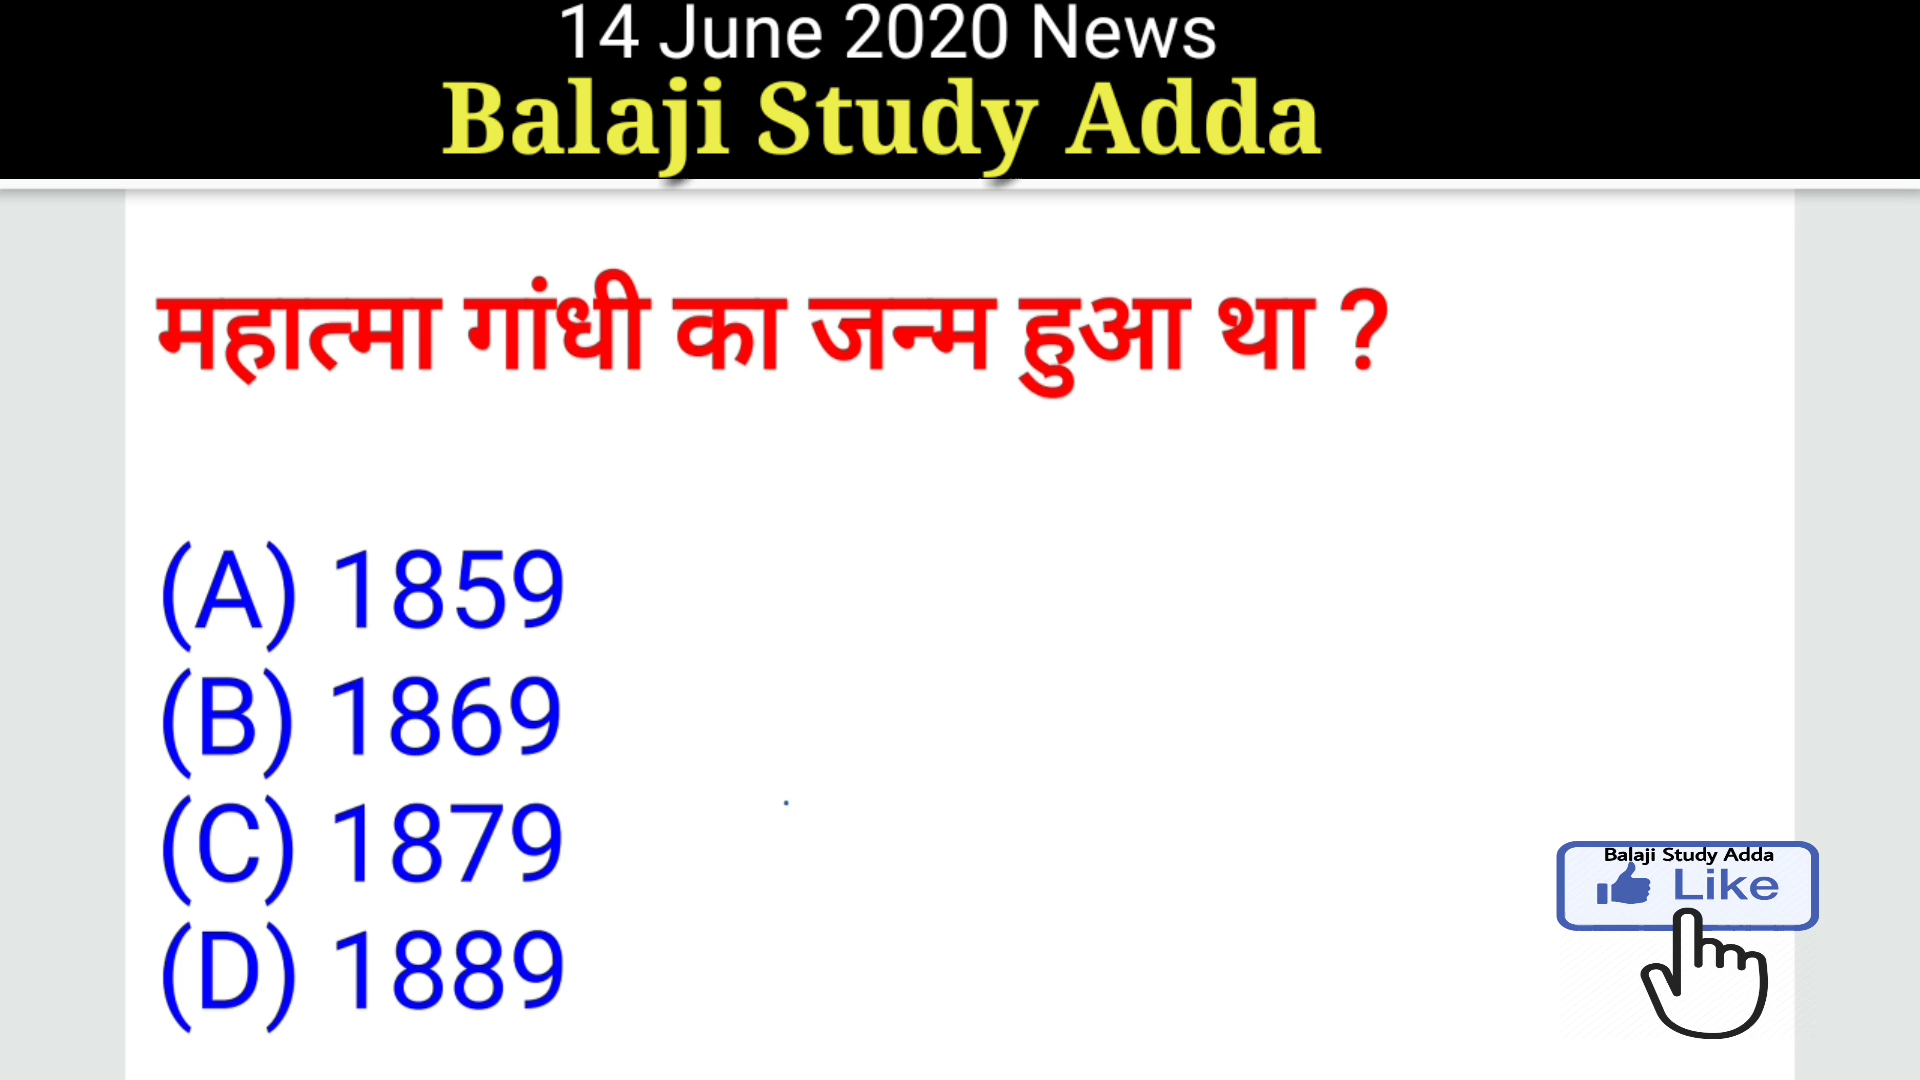 14 June 2020 News
Balaji Study Adda
महात्मा गांधी का जन्म हुआ था ?
(A) 1859
(B) 1869
(C) 1879
(D) 1889
Balaji Study Adda
Like